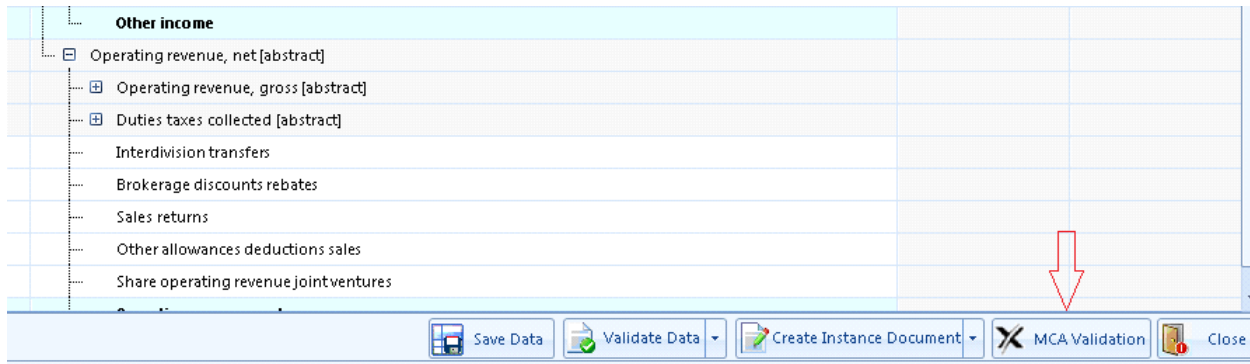 Other income
Operating revenue, net [abstract]
Operating revenue, gross [abstract]
Duties taxes collected [abstract]
Interdivision transfers
Brokerage discounts rebates
Sales returns
Other allowances deductions sales
Share operating revenue joint ventures
Save Data Validate Data Create Instance Document MCA Validation Close